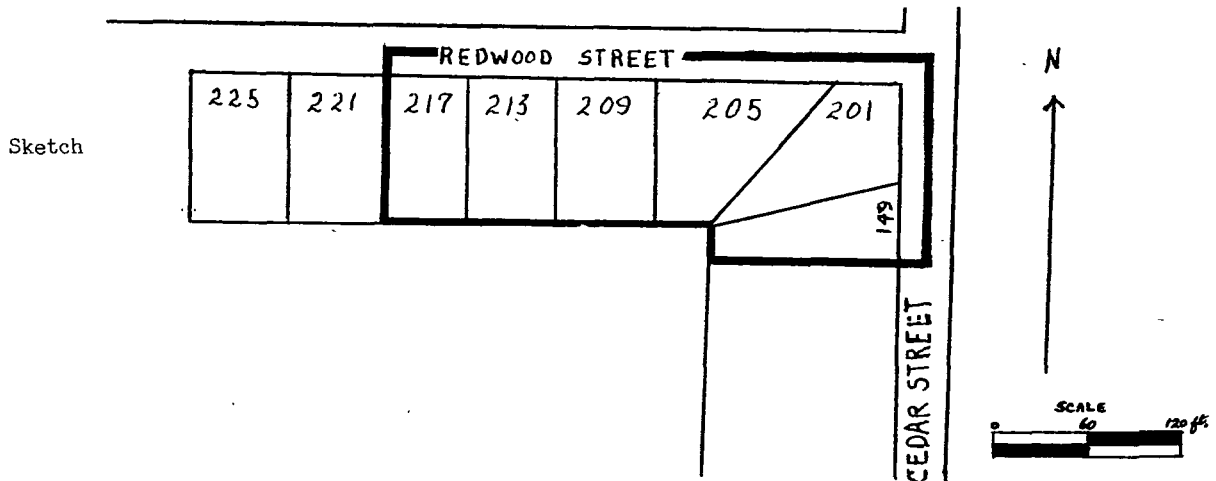 REDWOOD STREET
N
225 221 217 213 209 205 201
Sketch
149
CEDAR STREET
SCALE
0 60 120 ft.